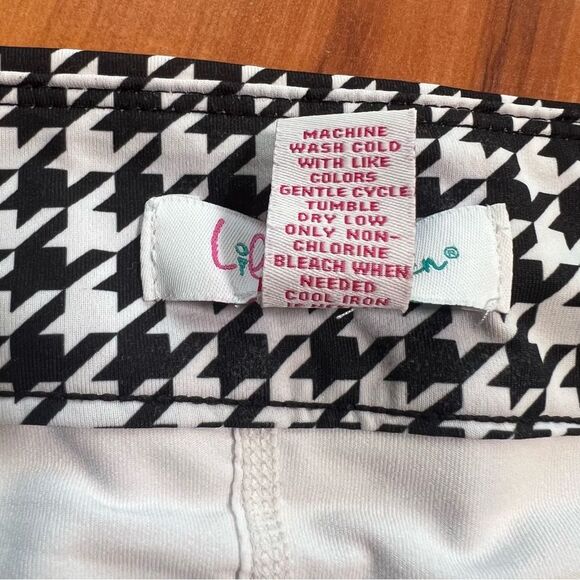 MACHINE
WASH COLD
WITH LIKE
COLORS
GENTLE CYCLE
TUMBLE
DRY LOW
ONLY NON-
CHLORINE
BLEACH WHEN
NEEDED
COOL IRON